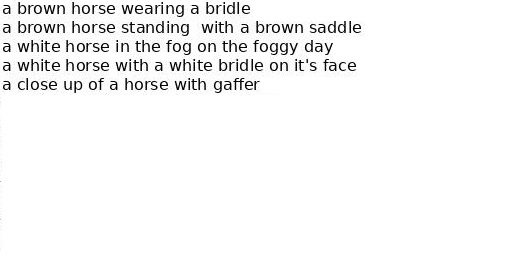 a brown horse wearing a bridle
a brown horse standing  with a brown saddle
a white horse in the fog on the foggy day
a white horse with a white bridle on it's face
a close up of a horse with gaffer